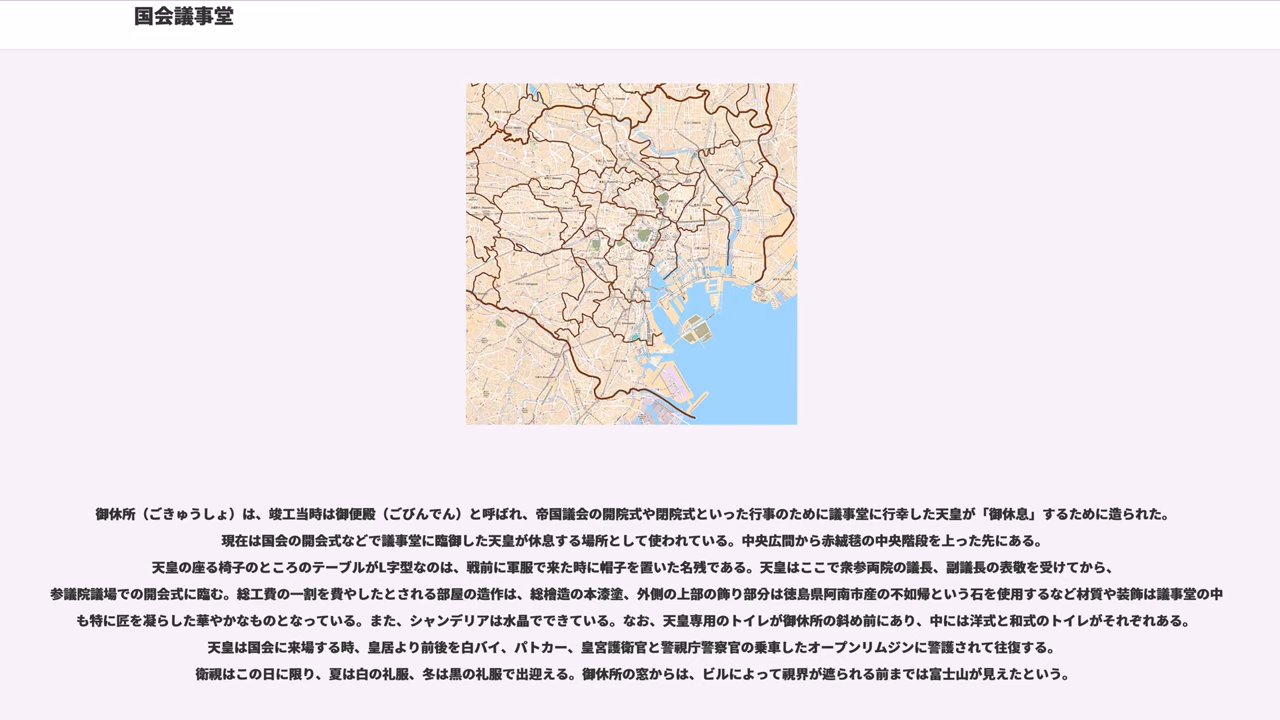 国会議事堂
御休所（ごきゅうしょ）は、竣工当時は御便殿（ごびんでん）と呼ばれ、帝国議会の開院式や閉院式といった行事のために議事堂に行幸した天皇が「御休息」するために造られた。
現在は国会の開会式などで議事堂に臨御した天皇が休息する場所として使われている。中央広間から赤絨毯の中央階段を上った先にある。
天皇の座る椅子のところのテーブルがL字型なのは、戦前に軍服で来た時に帽子を置いた名残である。天皇はここで衆参両院の議長、副議長の表敬を受けてから、
参議院議場での開会式に臨む。総工費の一割を費やしたとされる部屋の造作は、総檜造の本漆塗、外側の上部の飾り部分は徳島県阿南市産の不如帰という石を使用するなど材質や装飾は議事堂の中
も特に匠を凝らした華やかなものとなっている。また、シャンデリアは水晶でできている。なお、天皇専用のトイレが御休所の斜め前にあり、中には洋式と和式のトイレがそれぞれある。
天皇は国会に来場する時、皇居より前後を白バイ、パトカー、皇宮護衛官と警視庁警察官の乗車したオープンリムジンに警護されて往復する。
衛視はこの日に限り、夏は白の礼服、冬は黒の礼服で出迎える。御休所の窓からは、ビルによって視界が遮られる前までは富士山が見えたという。